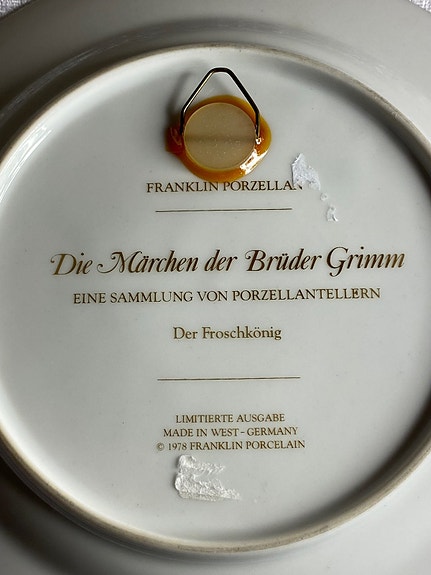 FRANKLIN PORZELLAN
Die Märchen der Brüder Grimm
EINE SAMMLUNG VON PORZELLANTELLERN
Der Froschkönig
LIMITIERTE AUSGABE
MADE IN WEST-GERMANY
© 1978 FRANKLIN PORCELAIN